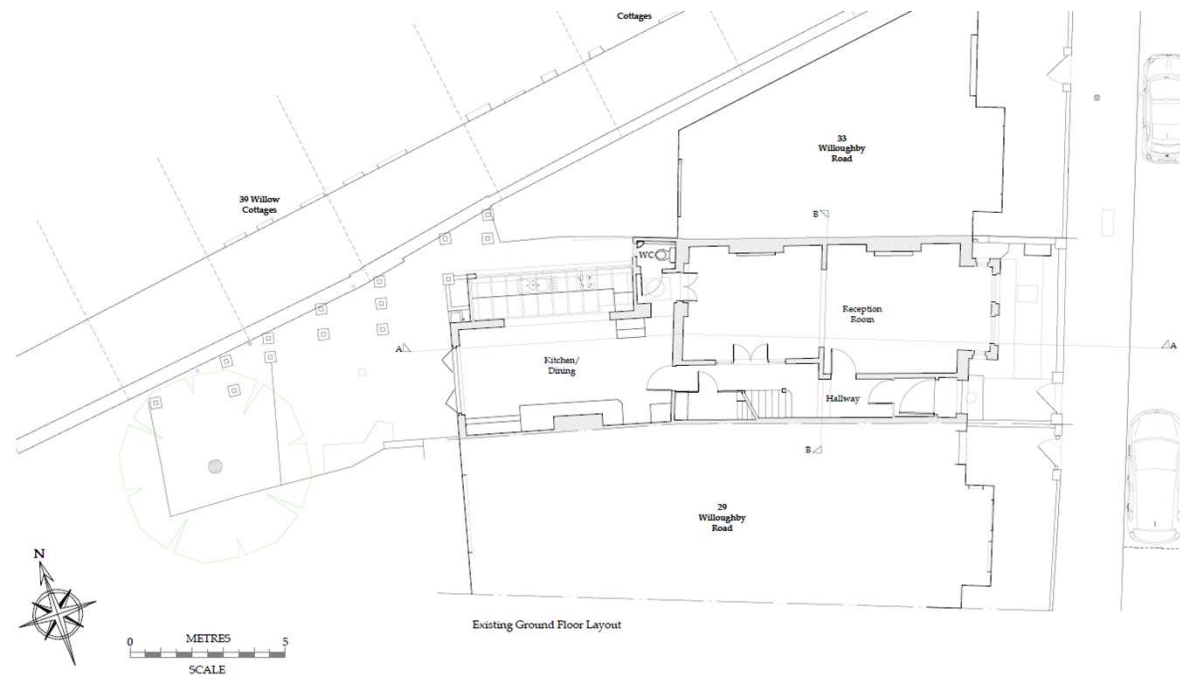 Cottages
33
Willoughby
Road
39 Willow
Cottages
B
WC
Reception
Room
A
A
Kitchen/
Dining
Hallway
B
29
Willoughby
Road
N
Existing Ground Floor Layout
0
METRES
5
SCALE